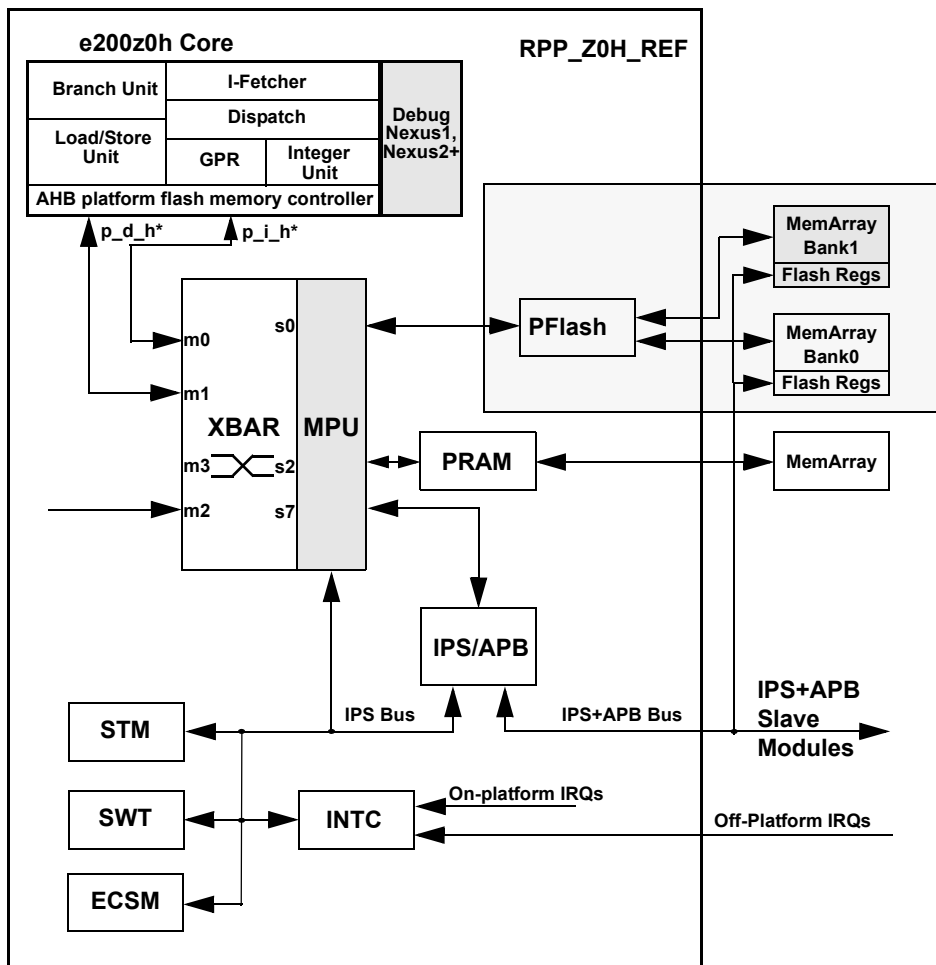 e200z0h Core
RPP_Z0H_REF
Branch Unit
I-Fetcher
Dispatch
Load/Store
Unit
GPR
Integer
Unit
Debug
Nexus1,
Nexus2+
AHB platform flash memory controller
p_d_h*
p_i_h*
MemArray
Bank1
Flash Regs
MemArray
Bank0
Flash Regs
PFlash
m0
s0
m1
XBAR
MPU
m3
s2
m2
s7
PRAM
MemArray
IPS/APB
IPS Bus
IPS+APB Bus
IPS+APB
Slave
Modules
STM
SWT
INTC
On-platform IRQs
Off-Platform IRQs
ECSM